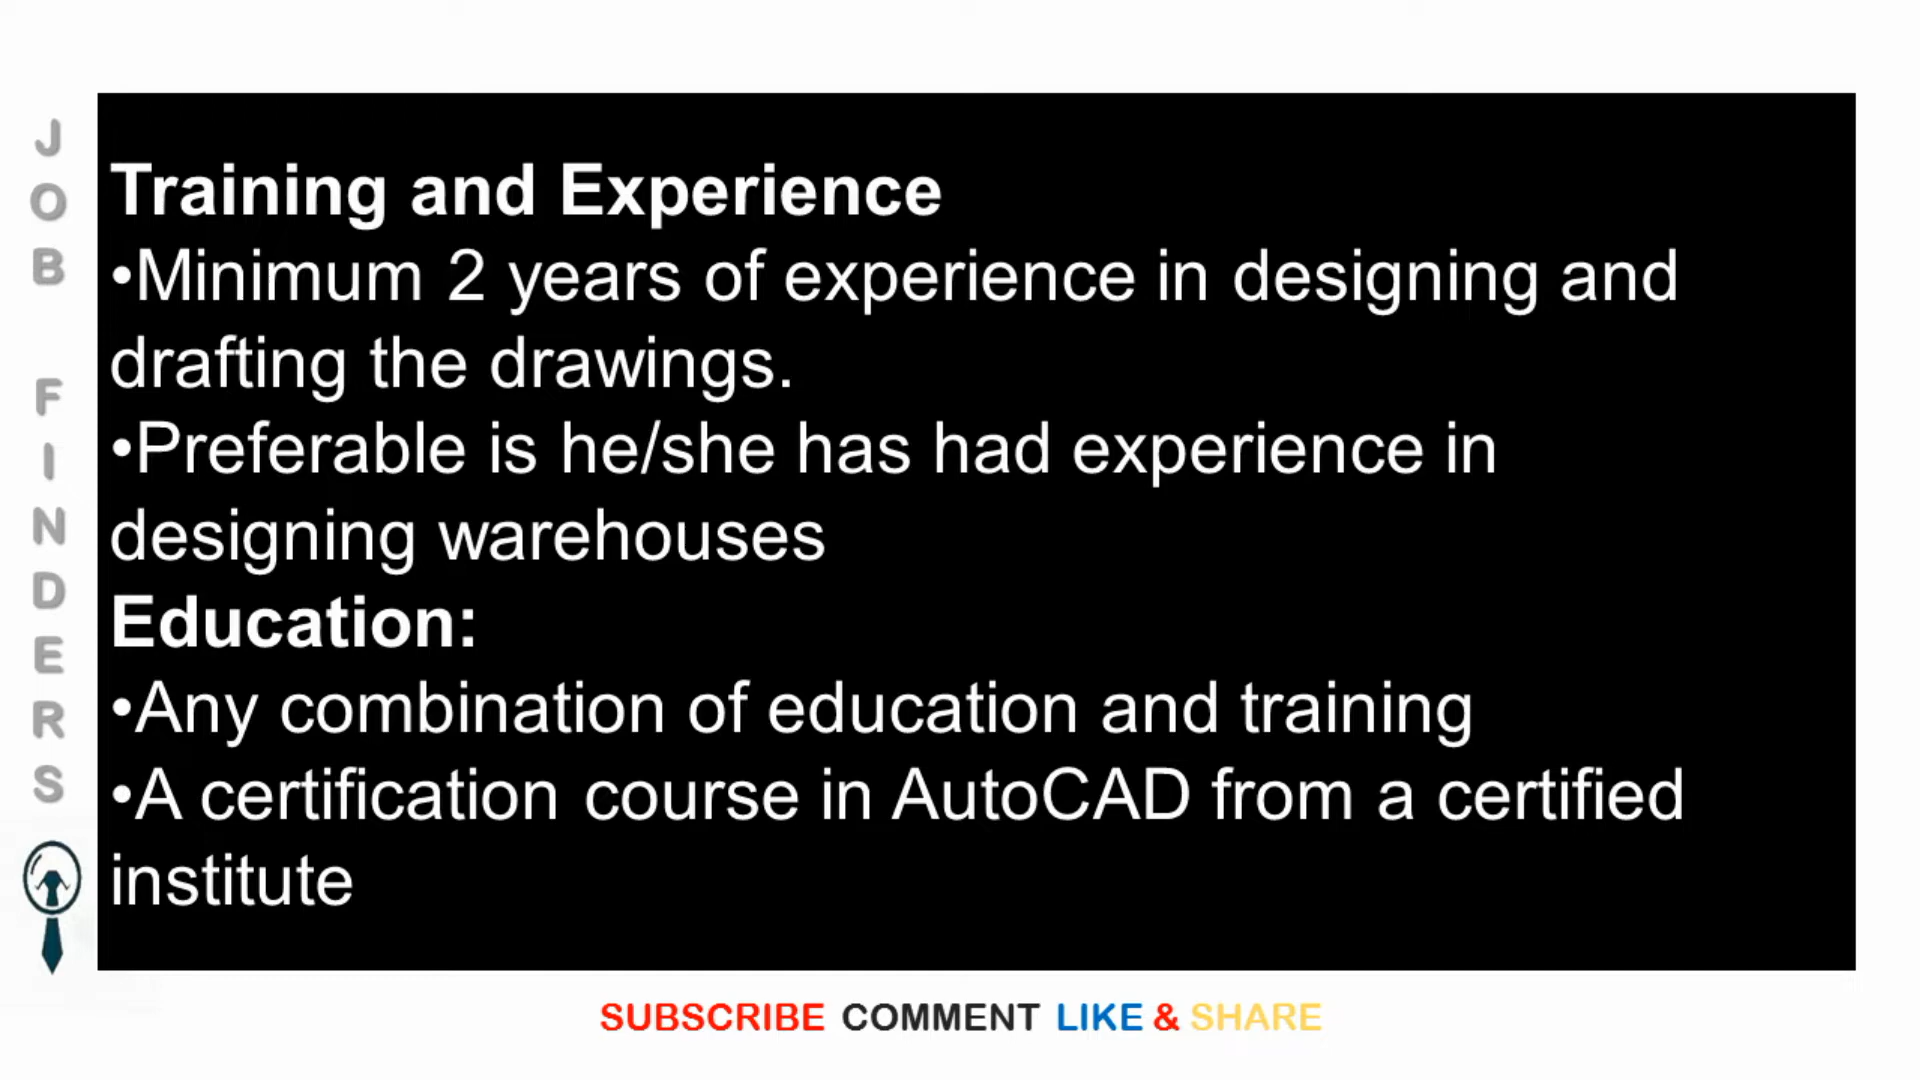 JOB FINDERS
Training and Experience
•Minimum 2 years of experience in designing and
drafting the drawings.
•Preferable is he/she has had experience in
designing warehouses
Education:
•Any combination of education and training
•A certification course in AutoCAD from a certified
institute
SUBSCRIBE COMMENT LIKE & SHARE